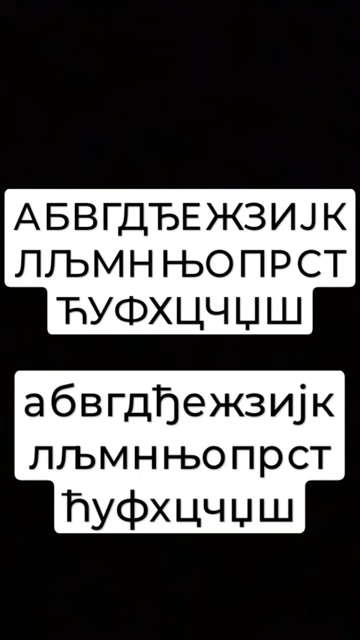 АБВГДЂЕЖЗИЈК
ЛЉМНЊОПРСТ
ЋУФХЦЧЏШ
абвгдђежзијк
лљмнњопрст
ћуфхцчџш